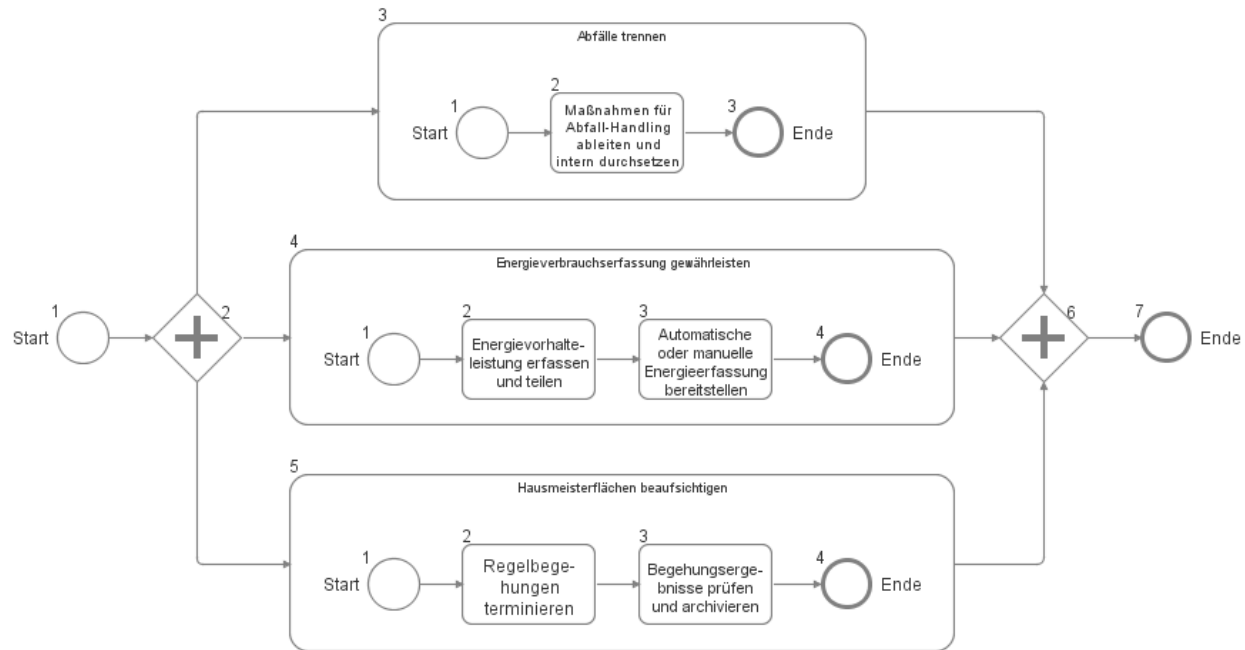 3
Abfälle trennen
1
Start
2
Maßnahmen für
Abfall-Handling
ableiten und
intern durchsetzen
3
Ende
4
Energieverbrauchserfassung gewährleisten
1
Start
2
1
Start
2
Energievorhalte-
leistung erfassen
und teilen
3
Automatische
oder manuelle
Energieerfassung
bereitstellen
4
Ende
6
7
Ende
5
Hausmeisterflächen beaufsichtigen
1
Start
2
Regelbege-
hungen
terminieren
3
Begehungserge-
bnisse prüfen
und archivieren
4
Ende